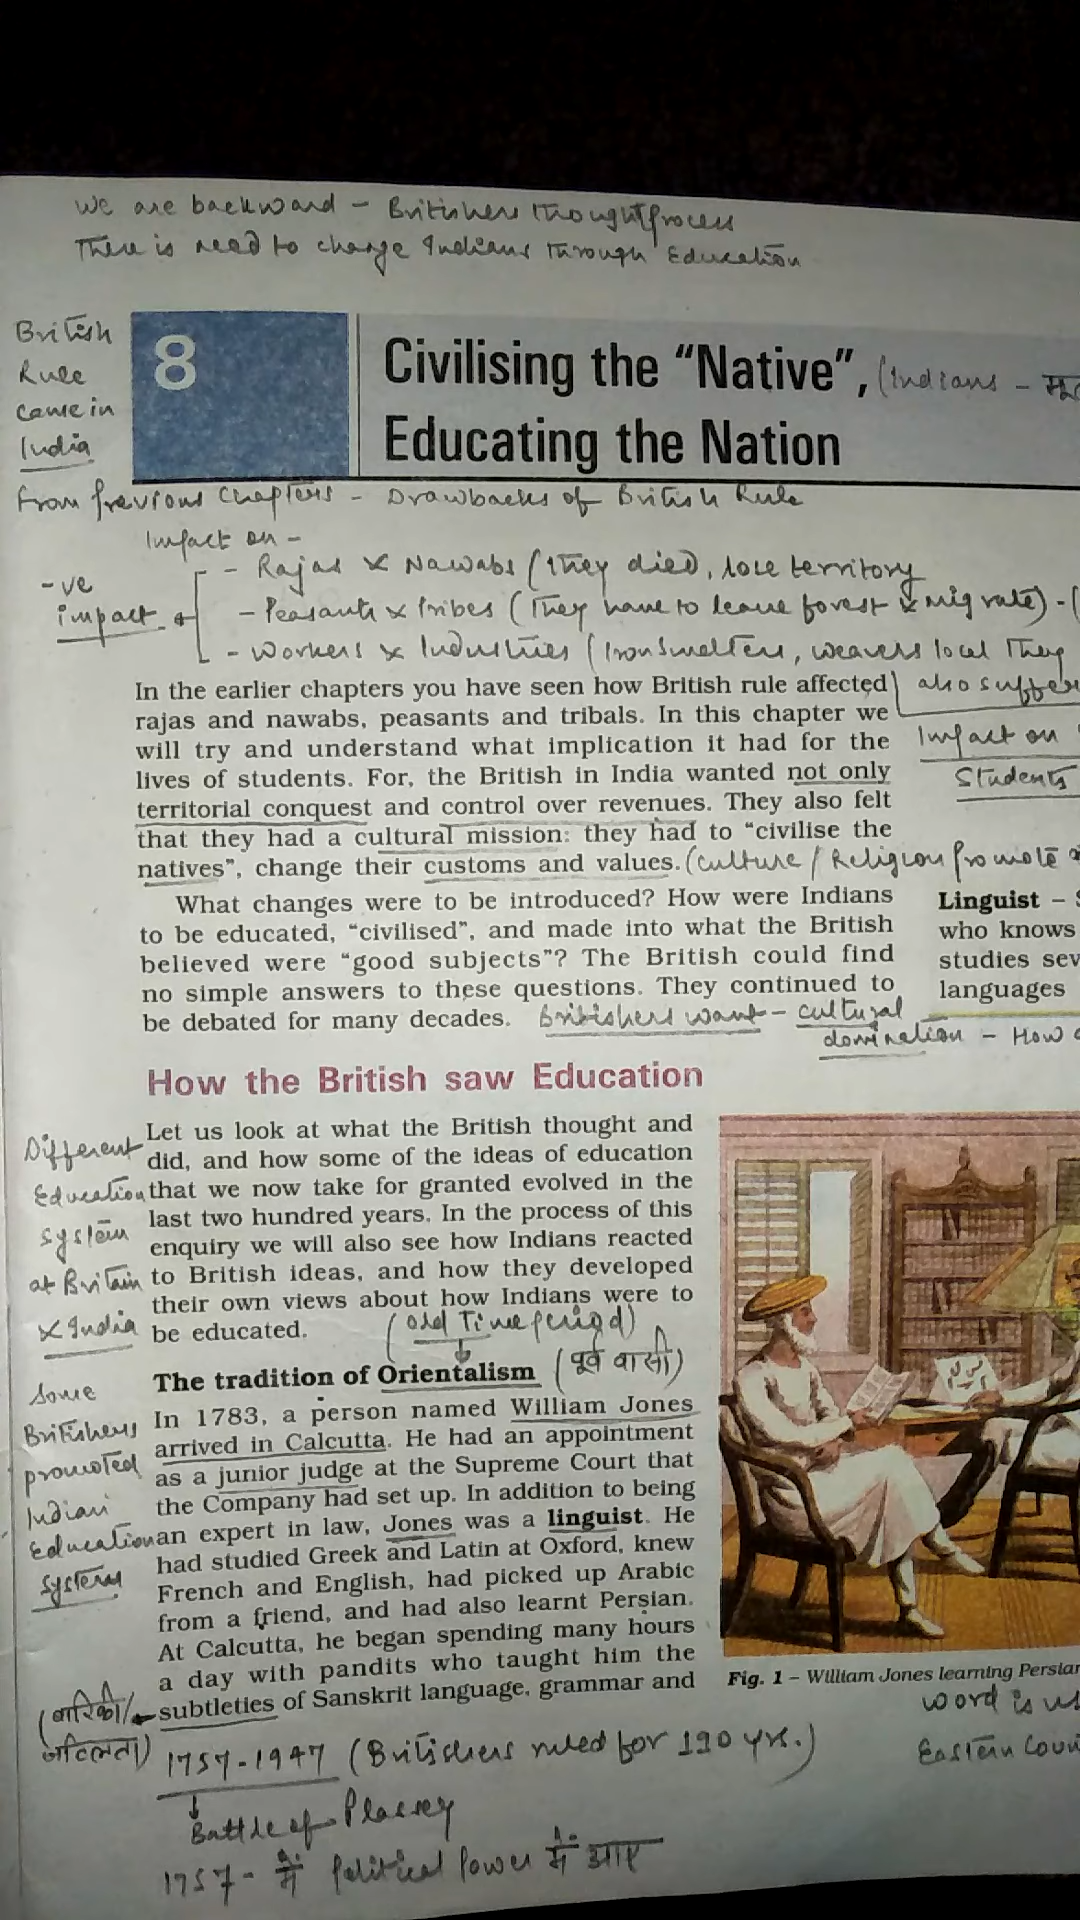 We are backward - Britishers thought process
There is need to change Indians through Education
British
Rule
came in
India
8
Civilising the “Native”, (Indians -
Educating the Nation
From previous chapters - Drawbacks of British Rule
Impact on -
-ve
impact
- Rajas & Nawabs (they died, lose territory
- Peasants & tribes (They have to leave forest & migrate) - (
- Workers & Industries (Iron Smelters, weavers local They
also suffer
In the earlier chapters you have seen how British rule affected
rajas and nawabs, peasants and tribals. In this chapter we
will try and understand what implication it had for the
lives of students. For, the British in India wanted not only
territorial conquest and control over revenues. They also felt
that they had a cultural mission: they had to “civilise the
natives”, change their customs and values. (culture / Religion promote
Impact on
Students
What changes were to be introduced? How were Indians
to be educated, “civilised”, and made into what the British
believed were “good subjects”? The British could find
no simple answers to these questions. They continued to
be debated for many decades. Britishers want - cultural
domination - How
Linguist –
who knows
studies
languages
How the British saw Education
Different
Education
system
at Britain
& India
Let us look at what the British thought and
did, and how some of the ideas of education
that we now take for granted evolved in the
last two hundred years. In the process of this
enquiry we will also see how Indians reacted
to British ideas, and how they developed
their own views about how Indians were to
be educated.
(Old Time period)
The tradition of Orientalism (पूर्व वासी)
Some
Britishers
promoted
Indian
Education
System
In 1783, a person named William Jones
arrived in Calcutta. He had an appointment
as a junior judge at the Supreme Court that
the Company had set up. In addition to being
an expert in law, Jones was a linguist. He
had studied Greek and Latin at Oxford, knew
French and English, had picked up Arabic
from a friend, and had also learnt Persian.
At Calcutta, he began spending many hours
a day with pandits who taught him the
subtleties of Sanskrit language, grammar and
(बारिकी/
जटिलता)
Fig. 1 – William Jones learning Persian
word is
Eastern
1757-1947 (Britishers ruled for 190 yrs.)
Battle of Plassey
1757 - में political power में आए